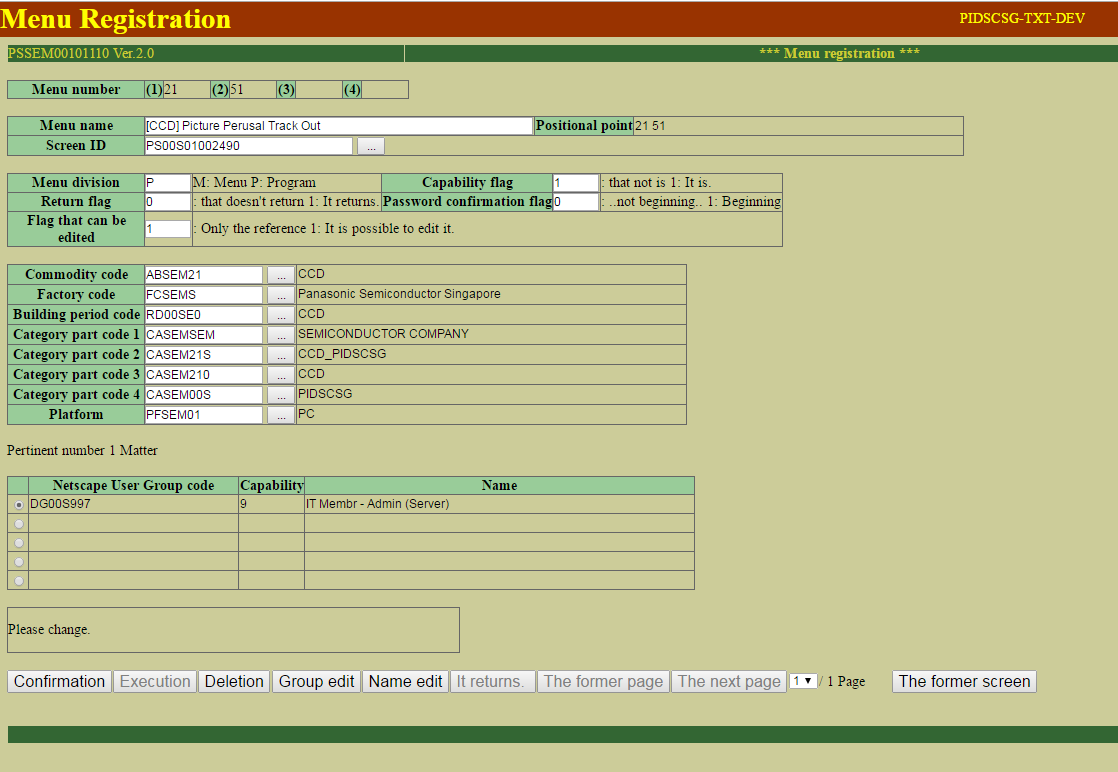 Menu Registration PIDSCSG-TXT-DEV
PSSEM00101110 Ver.2.0 *** Menu registration ***
Menu number (1) 21 (2) 51 (3) (4)
Menu name [CCD] Picture Perusal Track Out Positional point 21 51
Screen ID PS00S01002490 ...
Menu division P M: Menu P: Program Capability flag 1 : that not is 1: It is.
Return flag 0 : that doesn't return 1: It returns. Password confirmation flag 0 : ..not beginning.. 1: Beginning
Flag that can be
edited 1 : Only the reference 1: It is possible to edit it.
Commodity code ABSEM21 ... CCD
Factory code FCSEMS ... Panasonic Semiconductor Singapore
Building period code RD00SE0 ... CCD
Category part code 1 CASEMSEM ... SEMICONDUCTOR COMPANY
Category part code 2 CASEM21S ... CCD_PIDSCSG
Category part code 3 CASEM210 ... CCD
Category part code 4 CASEM00S ... PIDSCSG
Platform PFSEM01 ... PC
Pertinent number 1 Matter
Netscape User Group code Capability Name
DG00S997 9 IT Membr - Admin (Server)
Please change.
Confirmation Execution Deletion Group edit Name edit It returns. The former page The next page 1 / 1 Page The former screen